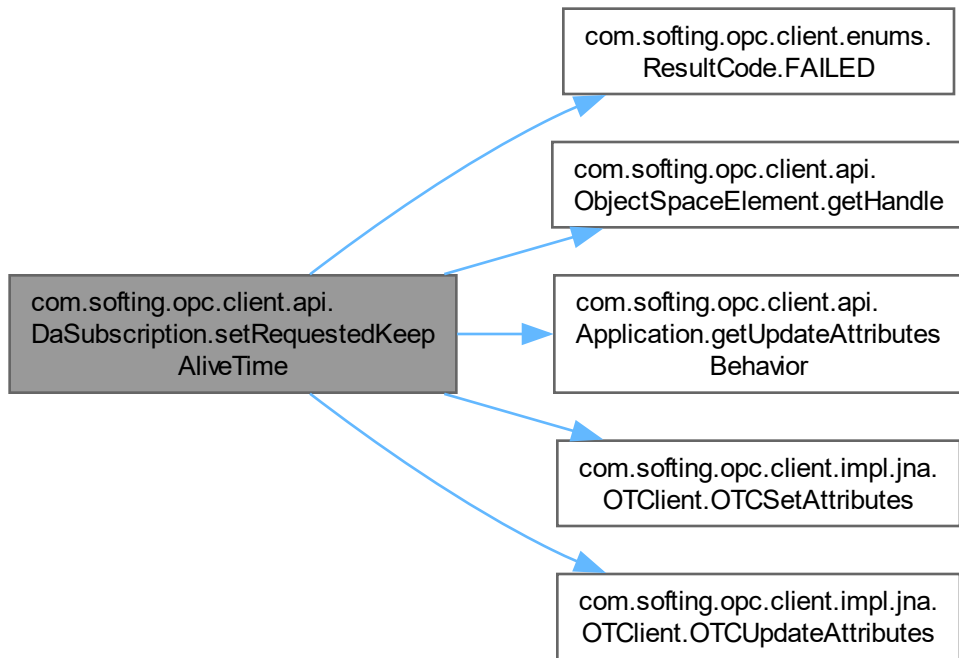 com.softing.opc.client.enums.
ResultCode.FAILED
com.softing.opc.client.api.
ObjectSpaceElement.getHandle
com.softing.opc.client.api.
DaSubscription.setRequestedKeep
AliveTime
com.softing.opc.client.api.
Application.getUpdateAttributes
Behavior
com.softing.opc.client.impl.jna.
OTClient.OTCSetAttributes
com.softing.opc.client.impl.jna.
OTClient.OTCUpdateAttributes